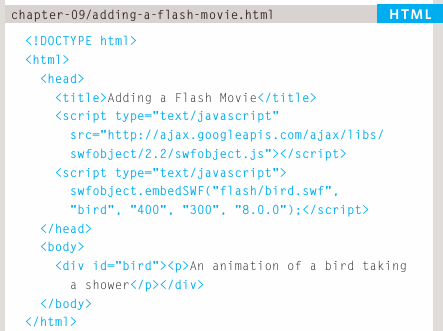 chapter-09/adding-a-flash-movie.html HTML
<!DOCTYPE html>
<html>
<head>
<title>Adding a Flash Movie</title>
<script type="text/javascript"
src="http://ajax.googleapis.com/ajax/libs/
swfobject/2.2/swfobject.js"></script>
<script type="text/javascript">
swfobject.embedSWF("flash/bird.swf",
"bird", "400", "300", "8.0.0");</script>
</head>
<body>
<div id="bird"><p>An animation of a bird taking
a shower</p></div>
</body>
</html>